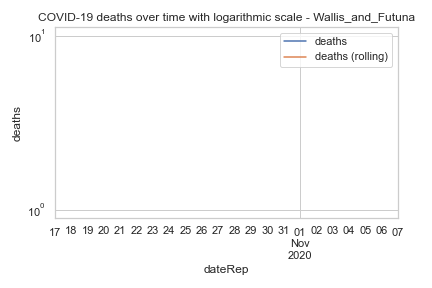 COVID-19 deaths over time with logarithmic scale - Wallis_and_Futuna
10¹
deaths
deaths (rolling)
deaths
10⁰
17 18 19 20 21 22 23 24 25 26 27 28 29 30 31 01 02 03 04 05 06 07
Nov
2020
dateRep